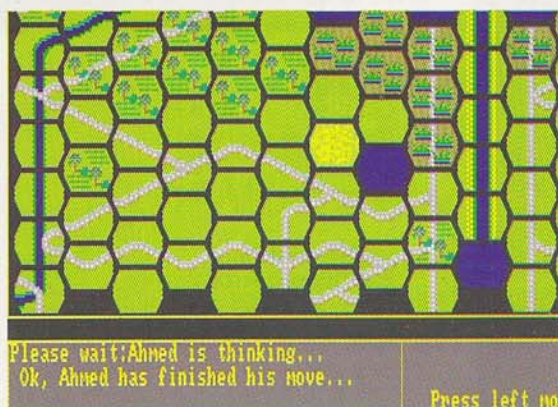 Please wait:Ahmed is thinking...
Ok, Ahmed has finished his move...
Press left mo